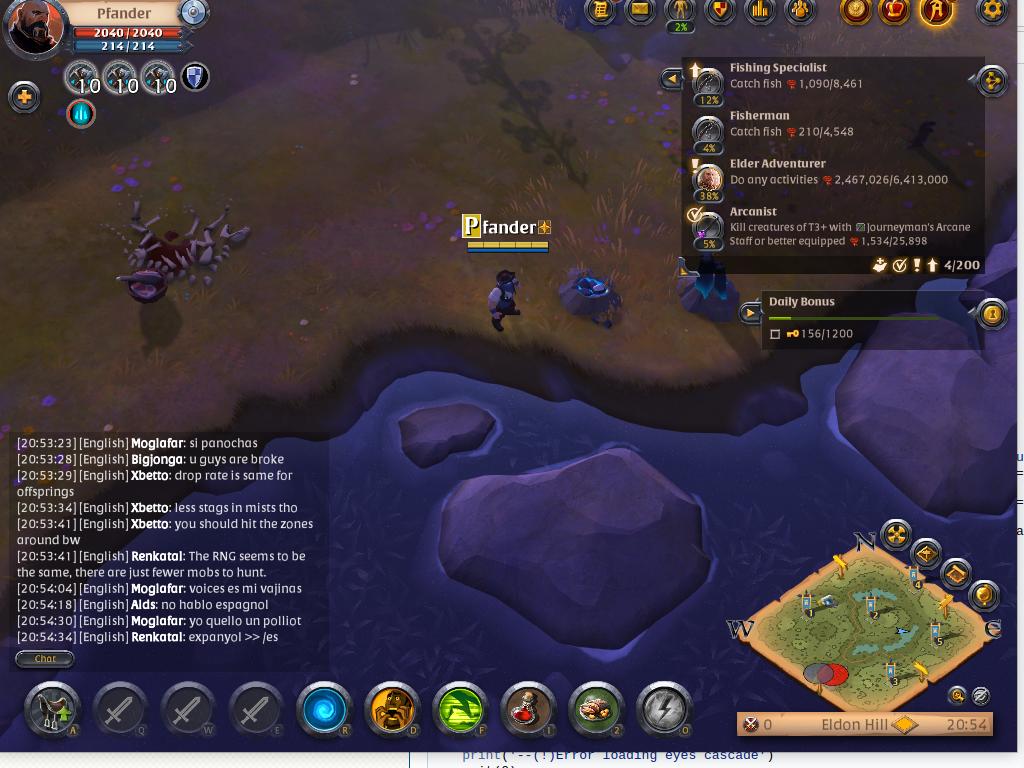 Pfander
2040 / 2040
214 / 214
2%
10 10 10
Fishing Specialist
Catch fish 1,090/8,461
12%
Fisherman
Catch fish 210/4,548
4%
Elder Adventurer
Do any activities 2,467,026/6,413,000
38%
Arcanist
Kill creatures of T3+ with Journeyman's Arcane
Staff or better equipped 1,534/25,898
5%
4/200
Pfander
Daily Bonus
156/1200
[20:53:23] [English] Moglafar: si panochas
[20:53:28] [English] Bigjonga: u guys are broke
[20:53:29] [English] Xbetto: drop rate is same for
offsprings
[20:53:34] [English] Xbetto: less stags in mists tho
[20:53:41] [English] Xbetto: you should hit the zones
around bw
[20:53:41] [English] Renkatal: The RNG seems to be
the same, there are just fewer mobs to hunt.
[20:54:04] [English] Moglafar: voices es mi vajinas
[20:54:18] [English] Alds: no hablo espagnol
[20:54:30] [English] Moglafar: yo quello un polliot
[20:54:34] [English] Renkatal: expanyol >> /es
Chat
N
W
E
1
2
3
4
5
A Q W E R D F 1 2 O
0 Eldon Hill 20:54
print('--(!)Error loading eyes cascade')